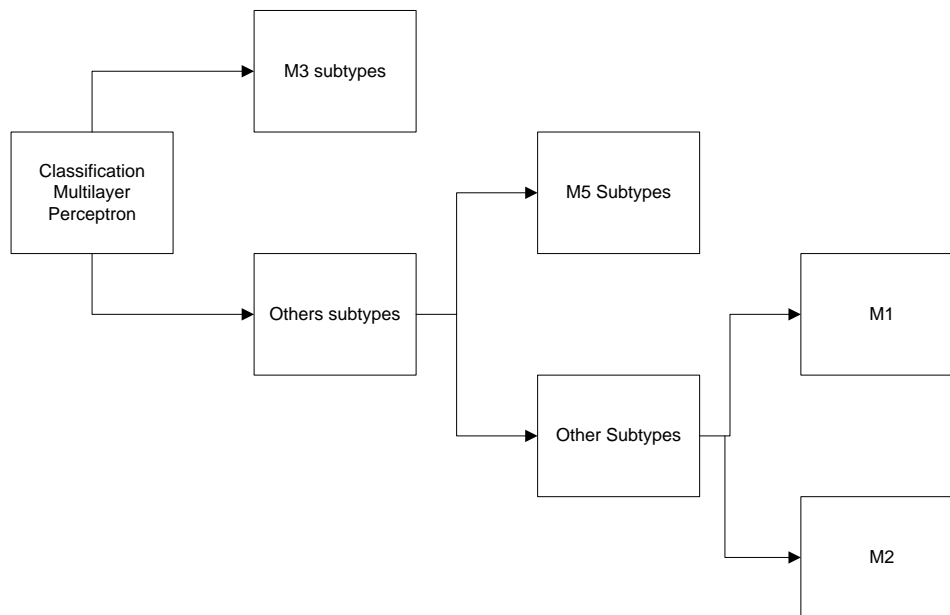 M3 subtypes
Classification
Multilayer
Perceptron
M5 Subtypes
Others subtypes
M1
Other Subtypes
M2